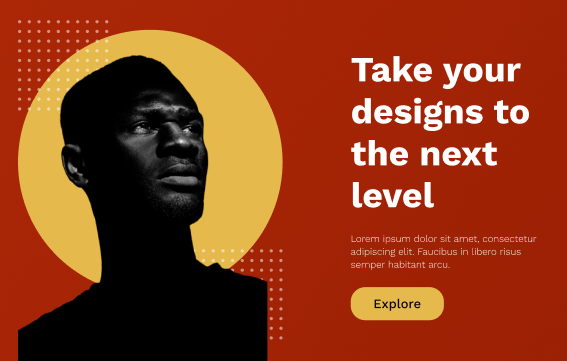 Take your
designs to
the next
level
Lorem ipsum dolor sit amet, consectetur
adipiscing elit. Faucibus in libero risus
semper habitant arcu.
Explore